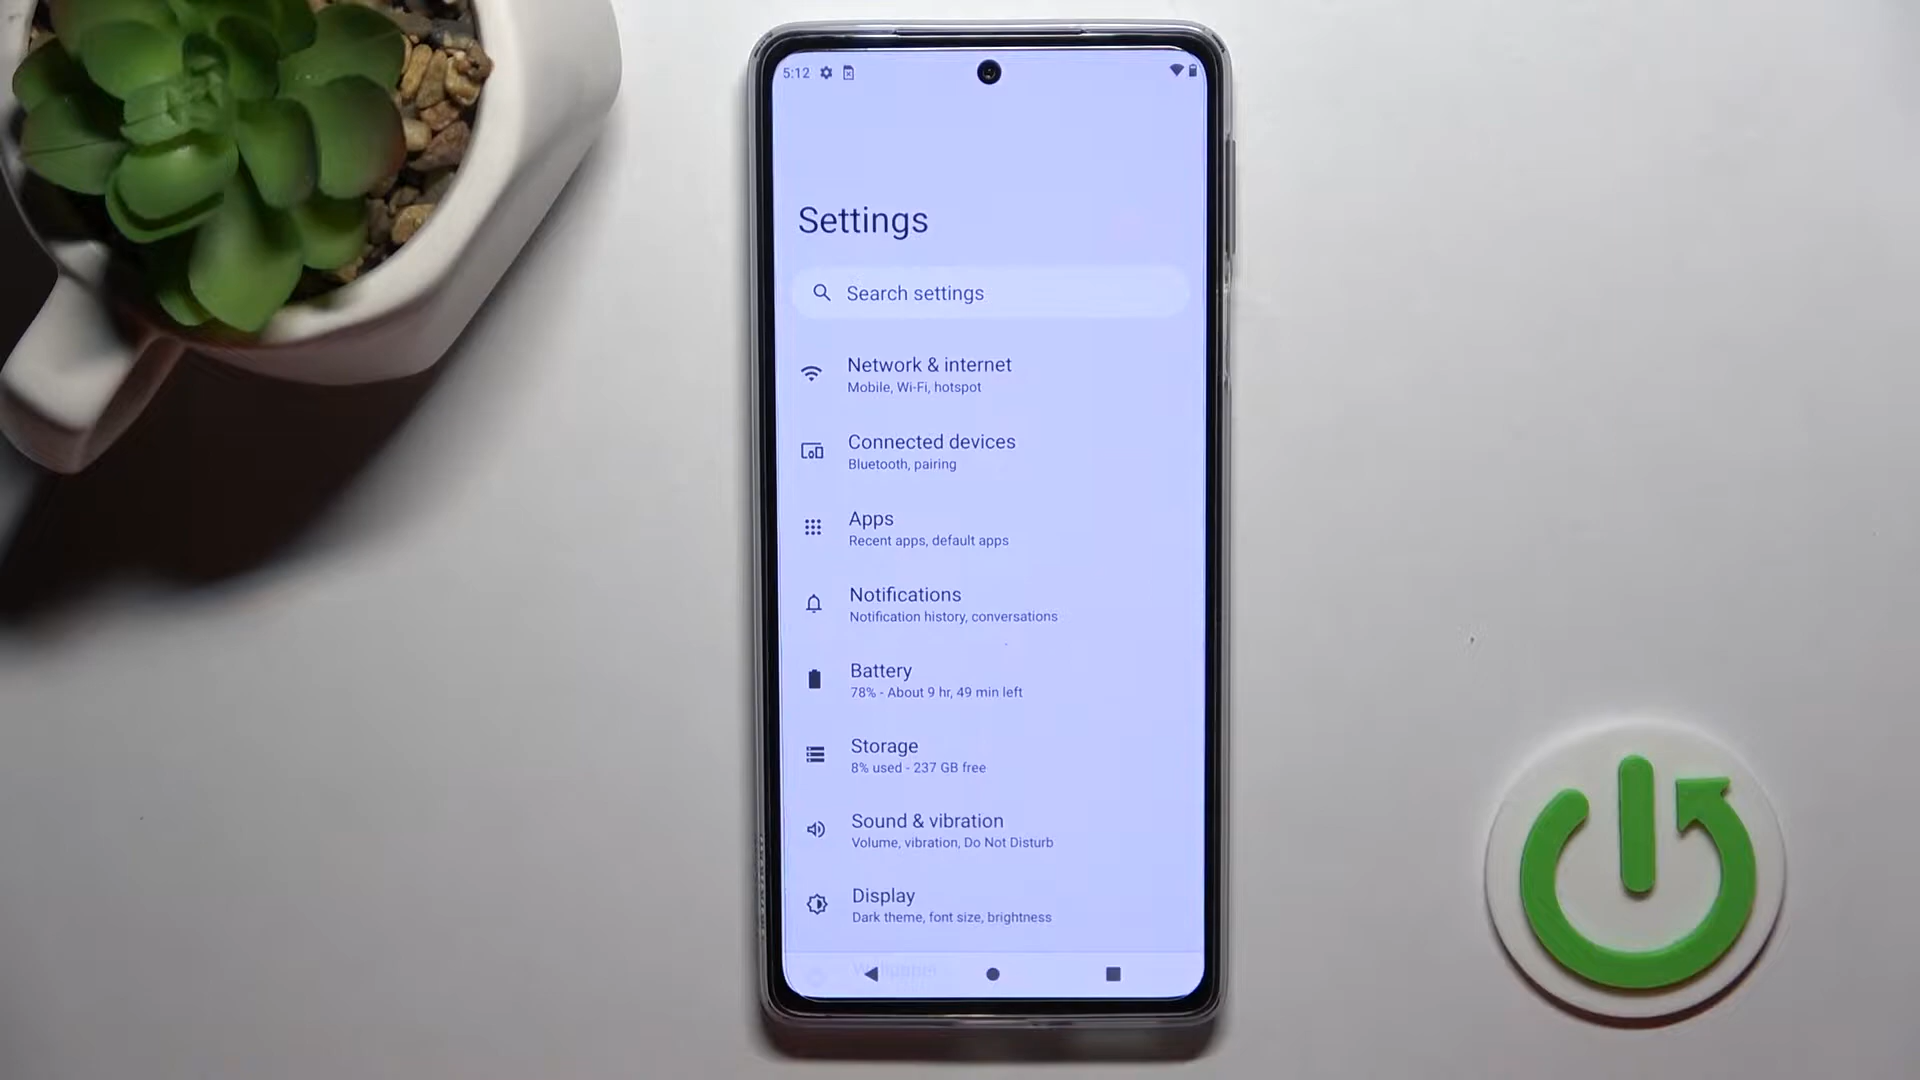 5:12
Settings
Search settings
Network & internet
Mobile, Wi-Fi, hotspot
Connected devices
Bluetooth, pairing
Apps
Recent apps, default apps
Notifications
Notification history, conversations
Battery
78% - About 9 hr, 49 min left
Storage
8% used - 237 GB free
Sound & vibration
Volume, vibration, Do Not Disturb
Display
Dark theme, font size, brightness
Wallpaper